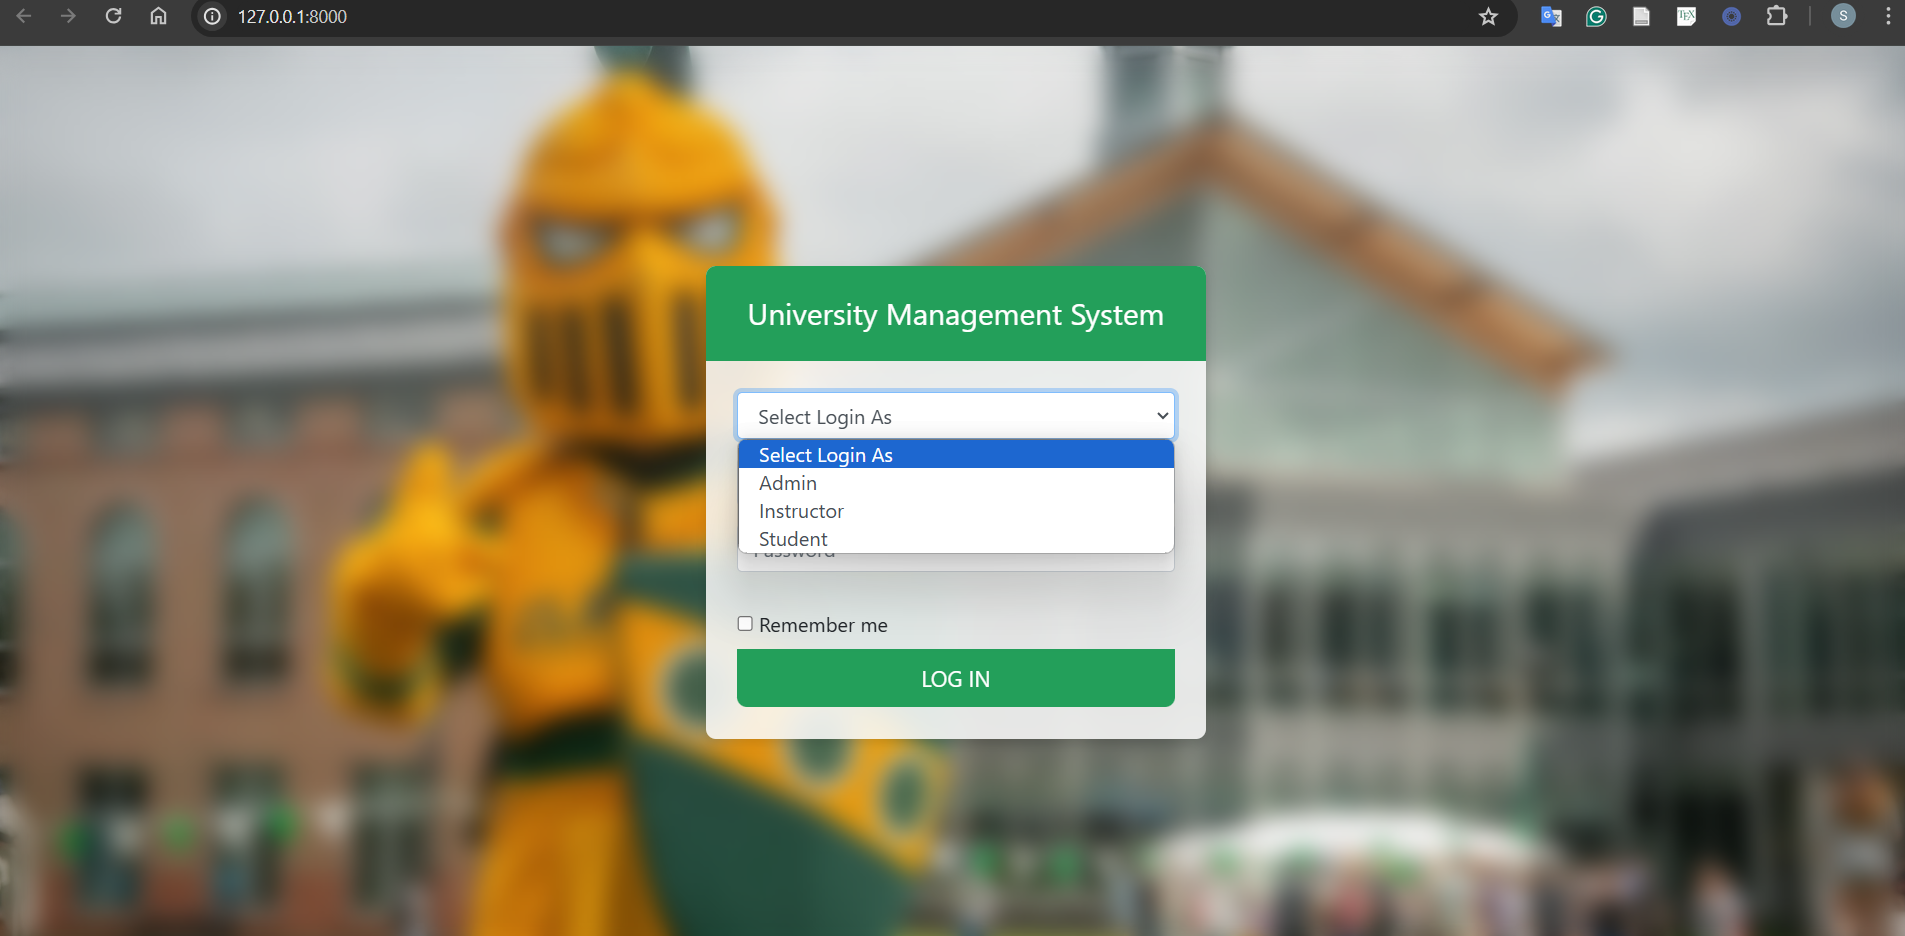 127.0.0.1:8000
S
University Management System
Select Login As
Select Login As
Admin
Instructor
Student
Password
Remember me
LOG IN